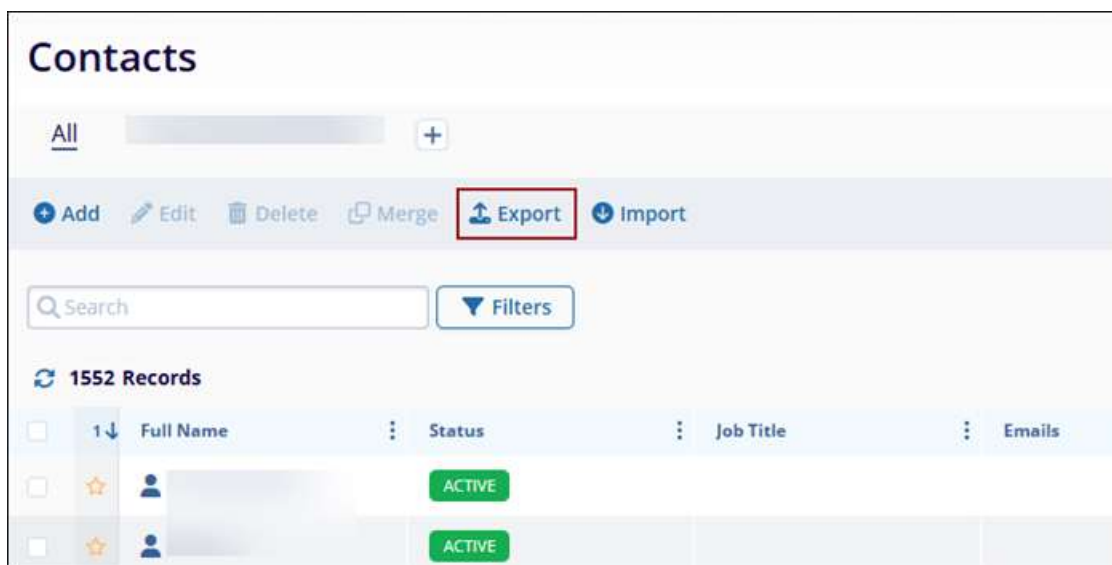 Contacts
All
Add Edit Delete Merge Export Import
Search Filters
1552 Records
1 Full Name Status Job Title Emails
ACTIVE
ACTIVE